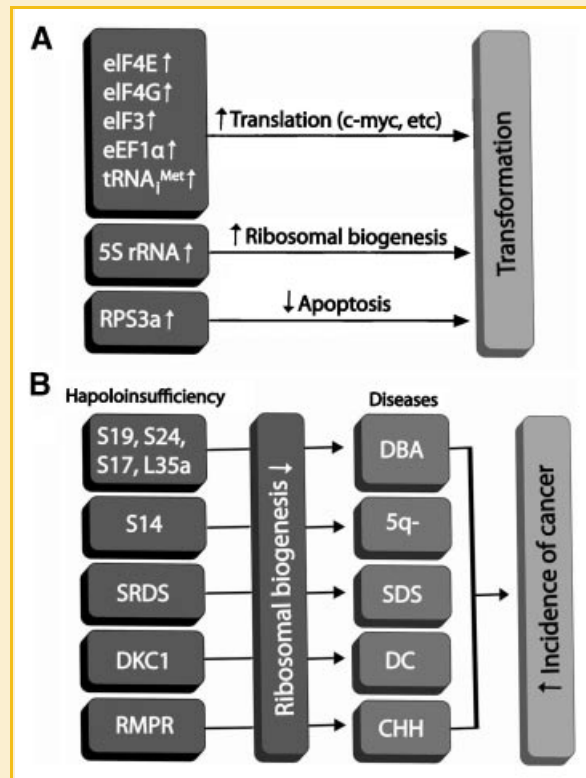 A
eIF4E ↑
eIF4G ↑
eIF3 ↑
eEF1α ↑
tRNAiMet ↑
↑ Translation (c-myc, etc)
5S rRNA ↑
↑ Ribosomal biogenesis
RPS3a ↑
↓ Apoptosis
Transformation
B
Hapoloinsufficiency
Diseases
S19, S24,
S17, L35a
DBA
S14
5q-
SRDS
SDS
DKC1
DC
RMPR
CHH
Ribosomal biogenesis ↓
↑ Incidence of cancer